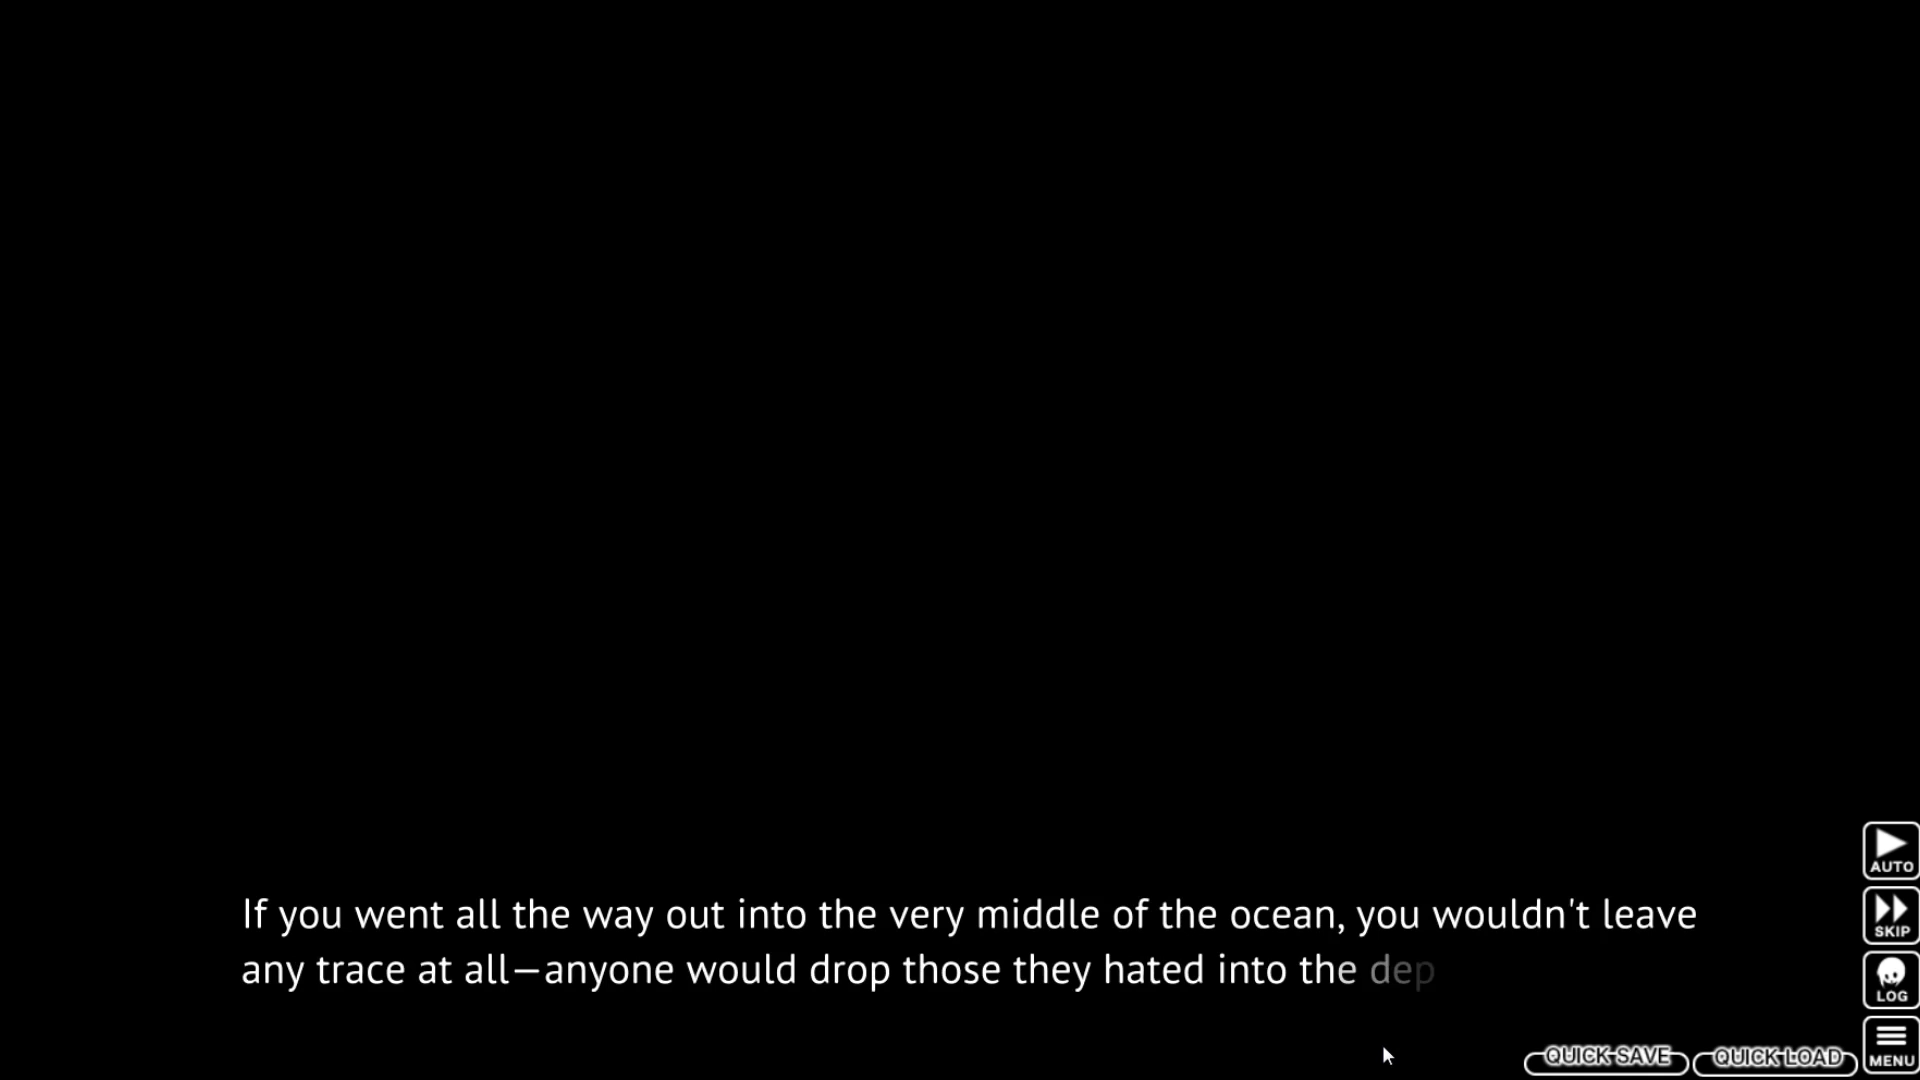 If you went all the way out into the very middle of the ocean, you wouldn't leave
any trace at all—anyone would drop those they hated into the dep
AUTO
SKIP
LOG
QUICK SAVE QUICK LOAD MENU